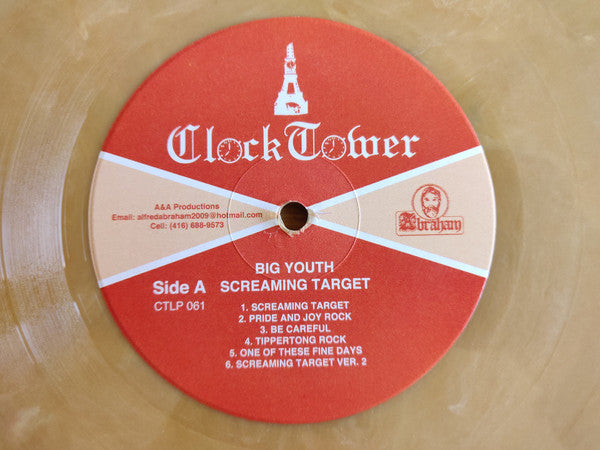 Clock Tower
A&A Productions
Email: alfredabraham2009@hotmail.com
Cell: (416) 688-9573
Abraham
BIG YOUTH
Side A SCREAMING TARGET
CTLP 061
1. SCREAMING TARGET
2. PRIDE AND JOY ROCK
3. BE CAREFUL
4. TIPPERTONG ROCK
5. ONE OF THESE FINE DAYS
6. SCREAMING TARGET VER. 2